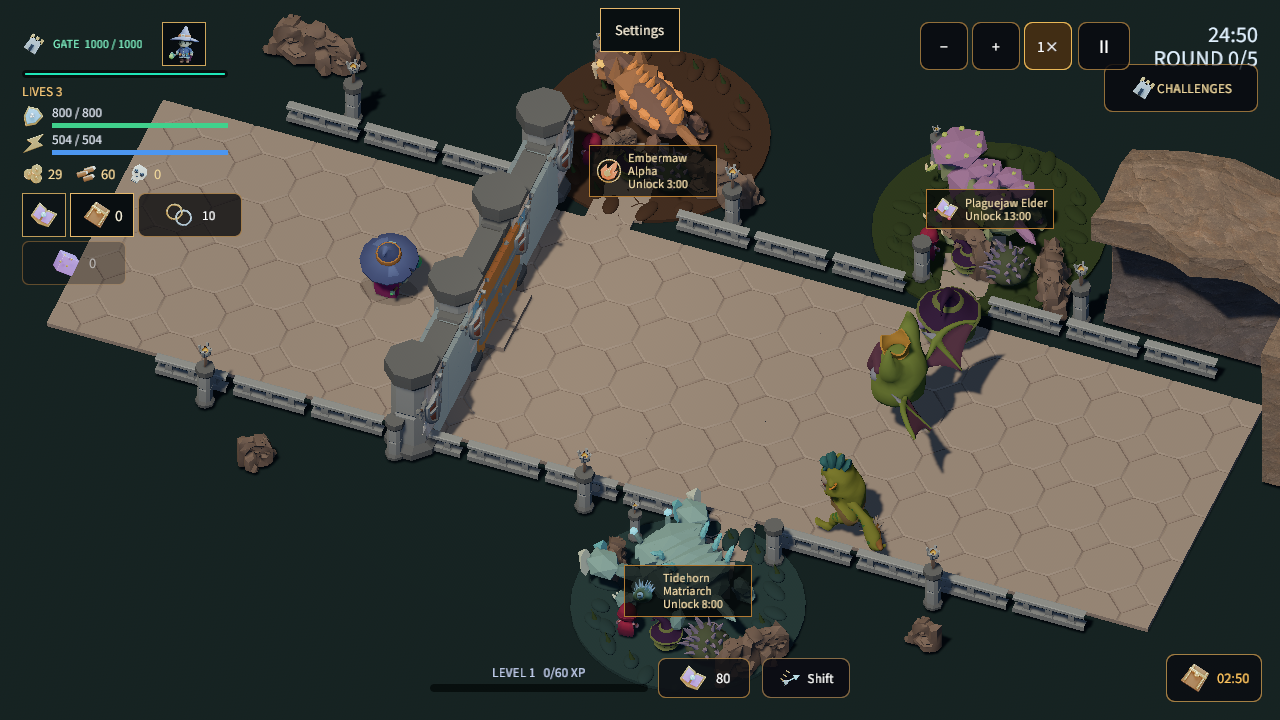 Settings
GATE 1000 / 1000
− + 1× II
24:50
ROUND 0/5
CHALLENGES
LIVES 3
800 / 800
504 / 504
29 60 0
0 10
0
Embermaw
Alpha
Unlock 3:00
Plaguejaw Elder
Unlock 13:00
Tidehorn
Matriarch
Unlock 8:00
LEVEL 1 0/60 XP
80
Shift
02:50